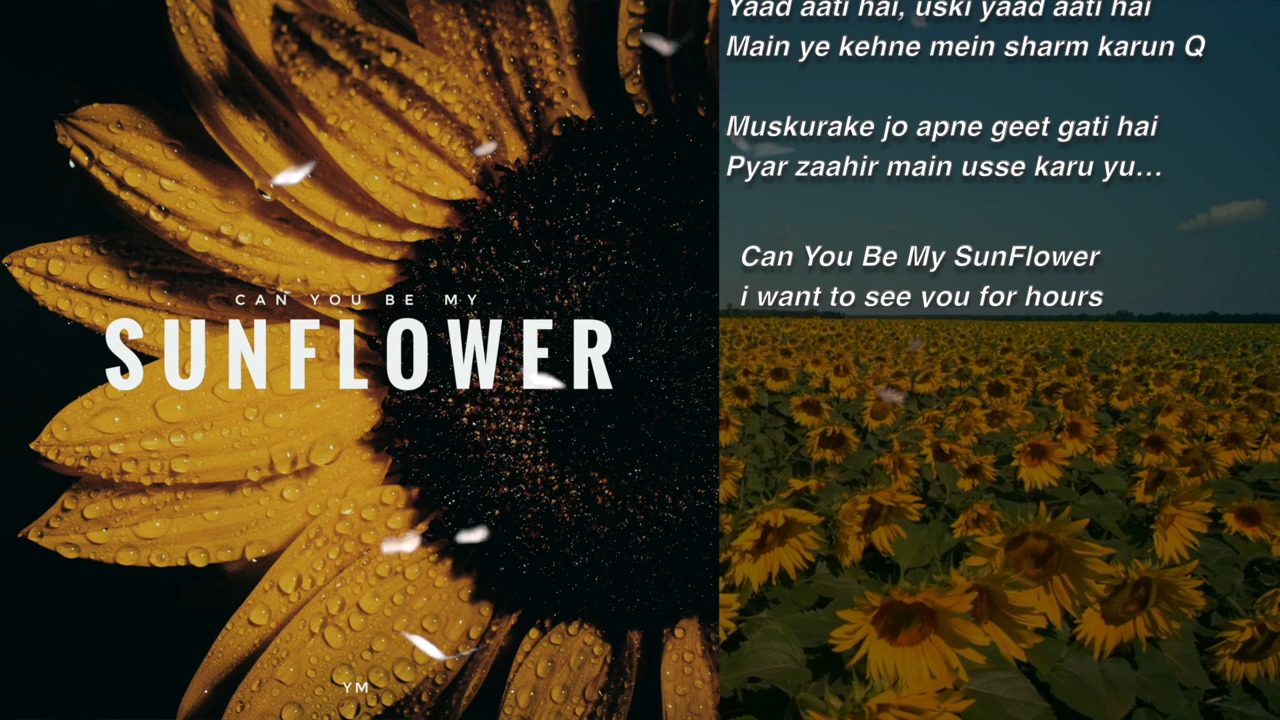 CAN YOU BE MY
SUNFLOWER
YM
Yaad aati hai, uski yaad aati hai
Main ye kehne mein sharm karun Q
Muskurake jo apne geet gati hai
Pyar zaahir main usse karu yu...
Can You Be My SunFlower
i want to see you for hours